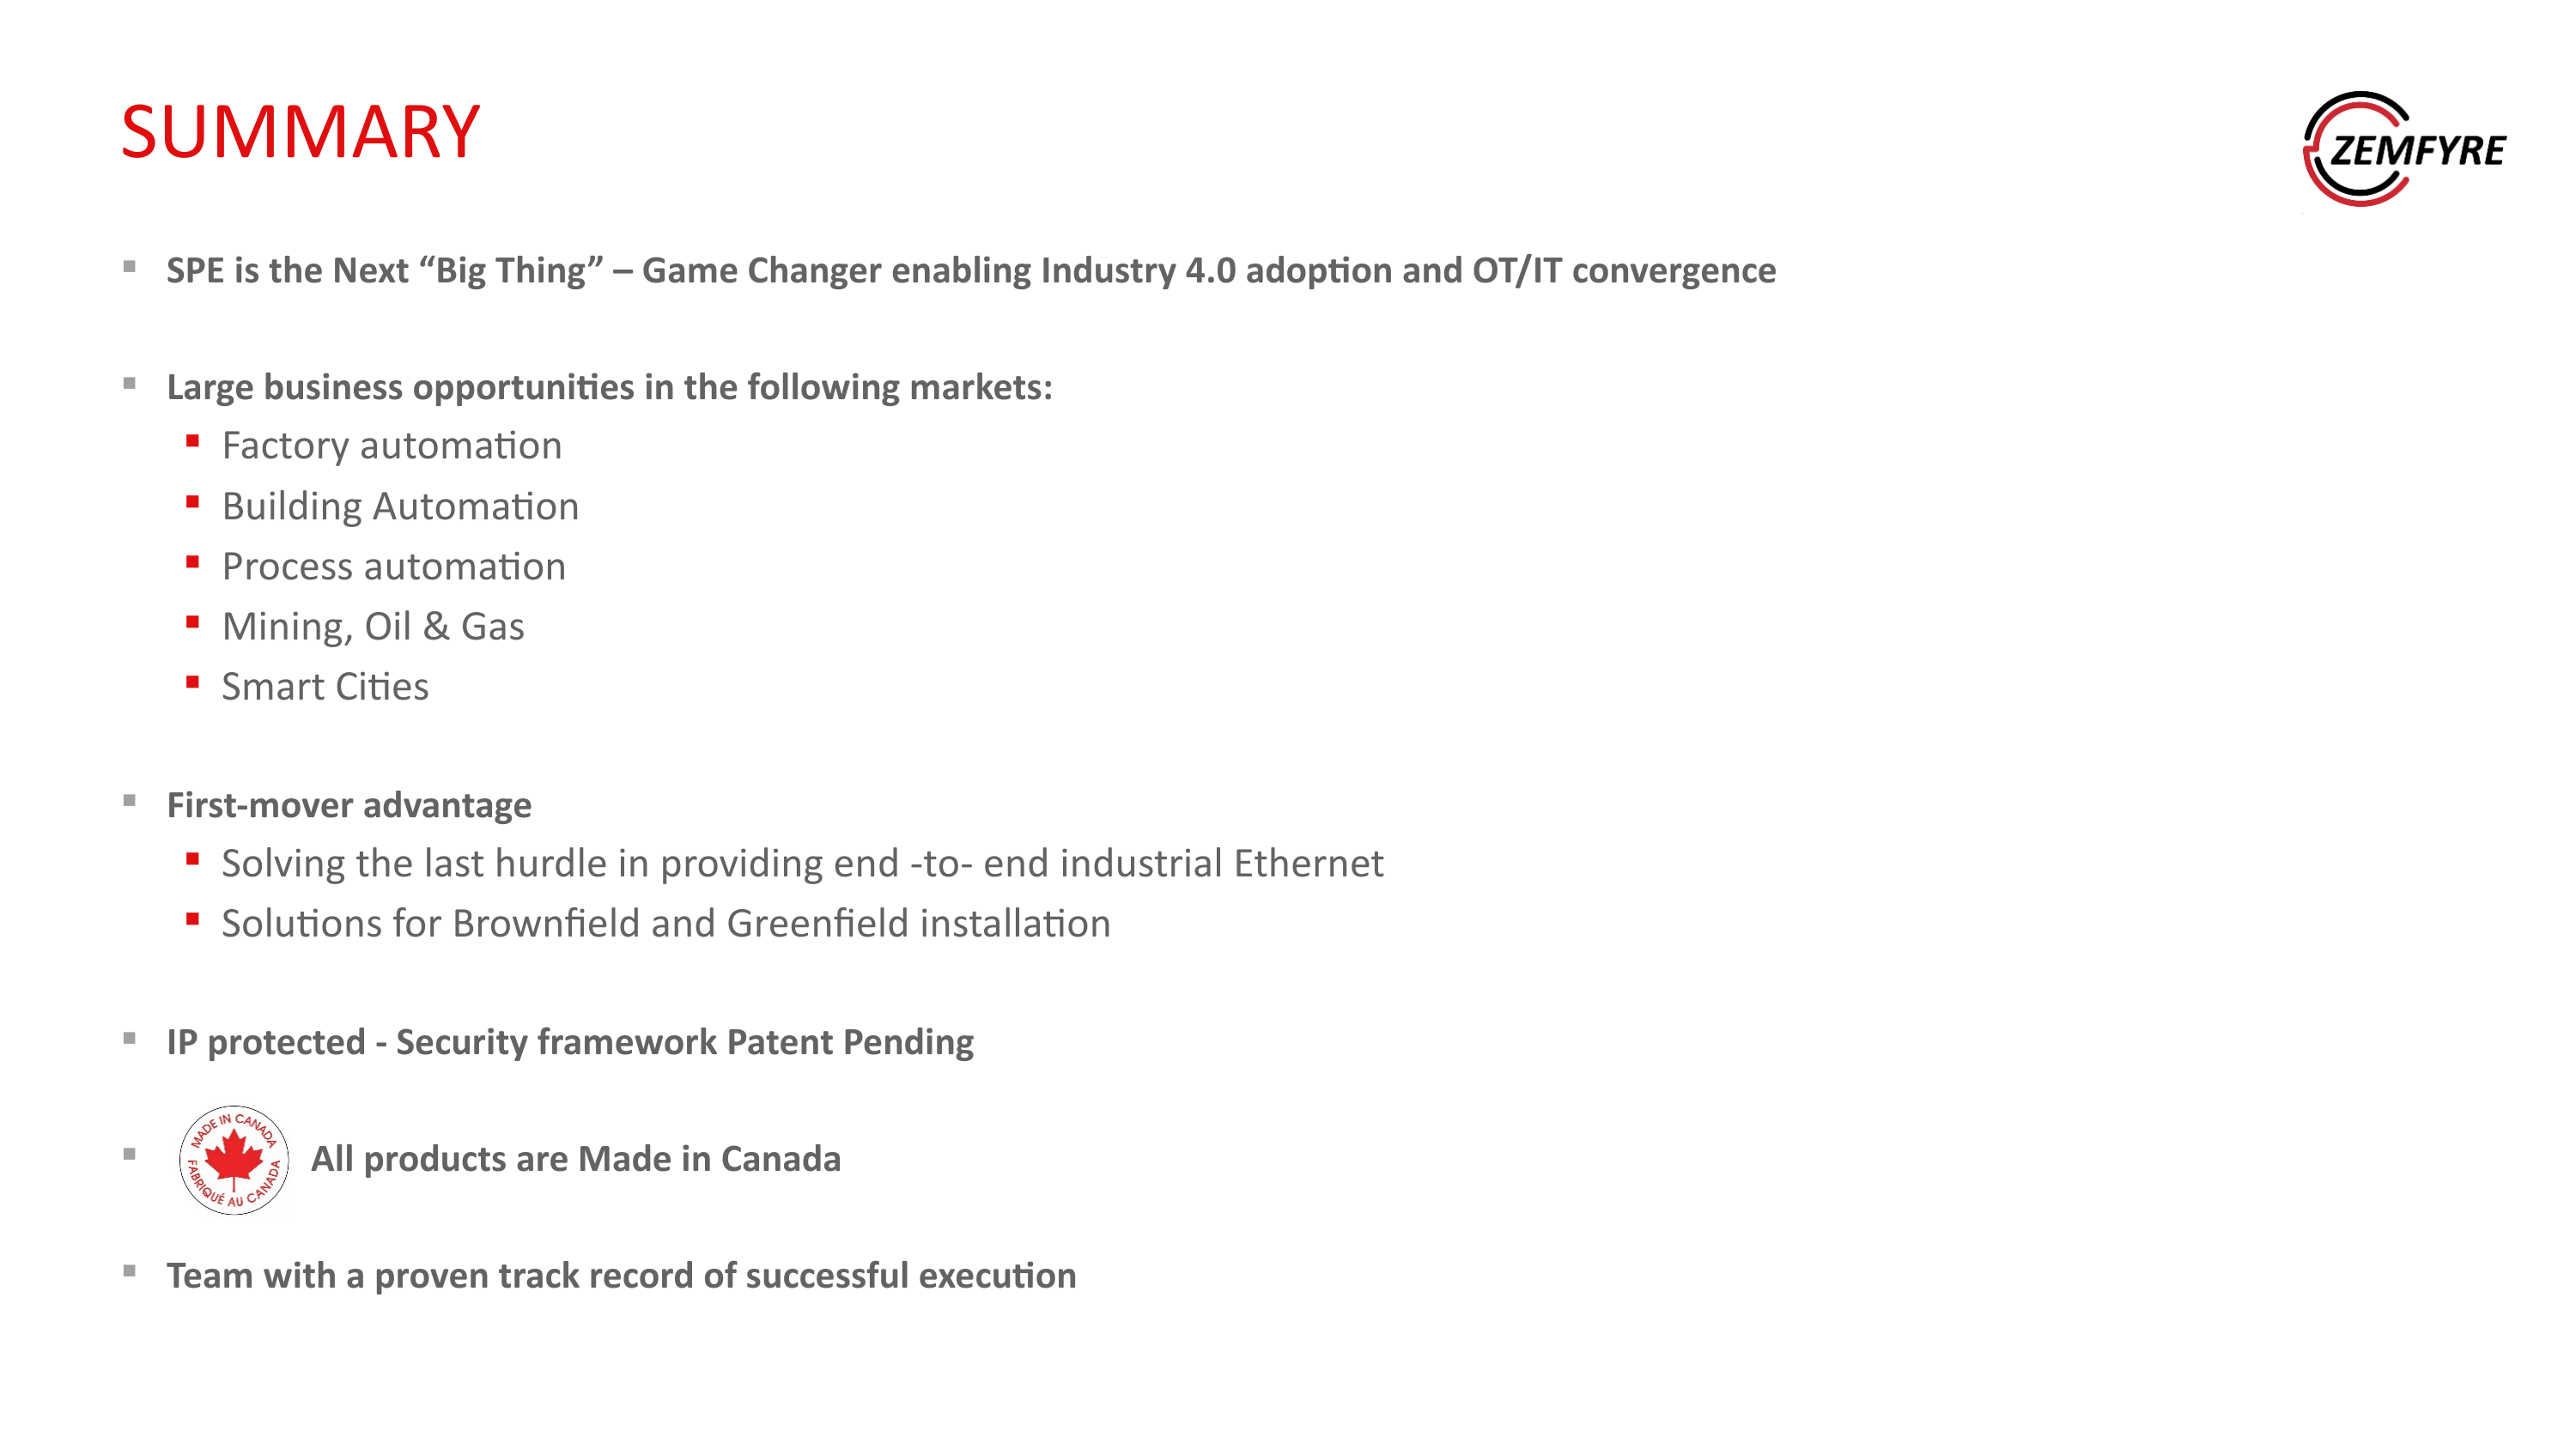 SUMMARY
ZEMFYRE
▪ SPE is the Next “Big Thing” – Game Changer enabling Industry 4.0 adoption and OT/IT convergence
▪ Large business opportunities in the following markets:
▪ Factory automation
▪ Building Automation
▪ Process automation
▪ Mining, Oil & Gas
▪ Smart Cities
▪ First-mover advantage
▪ Solving the last hurdle in providing end -to- end industrial Ethernet
▪ Solutions for Brownfield and Greenfield installation
▪ IP protected - Security framework Patent Pending
MADE IN CANADA
FABRIQUÉ AU CANADA
▪ All products are Made in Canada
▪ Team with a proven track record of successful execution